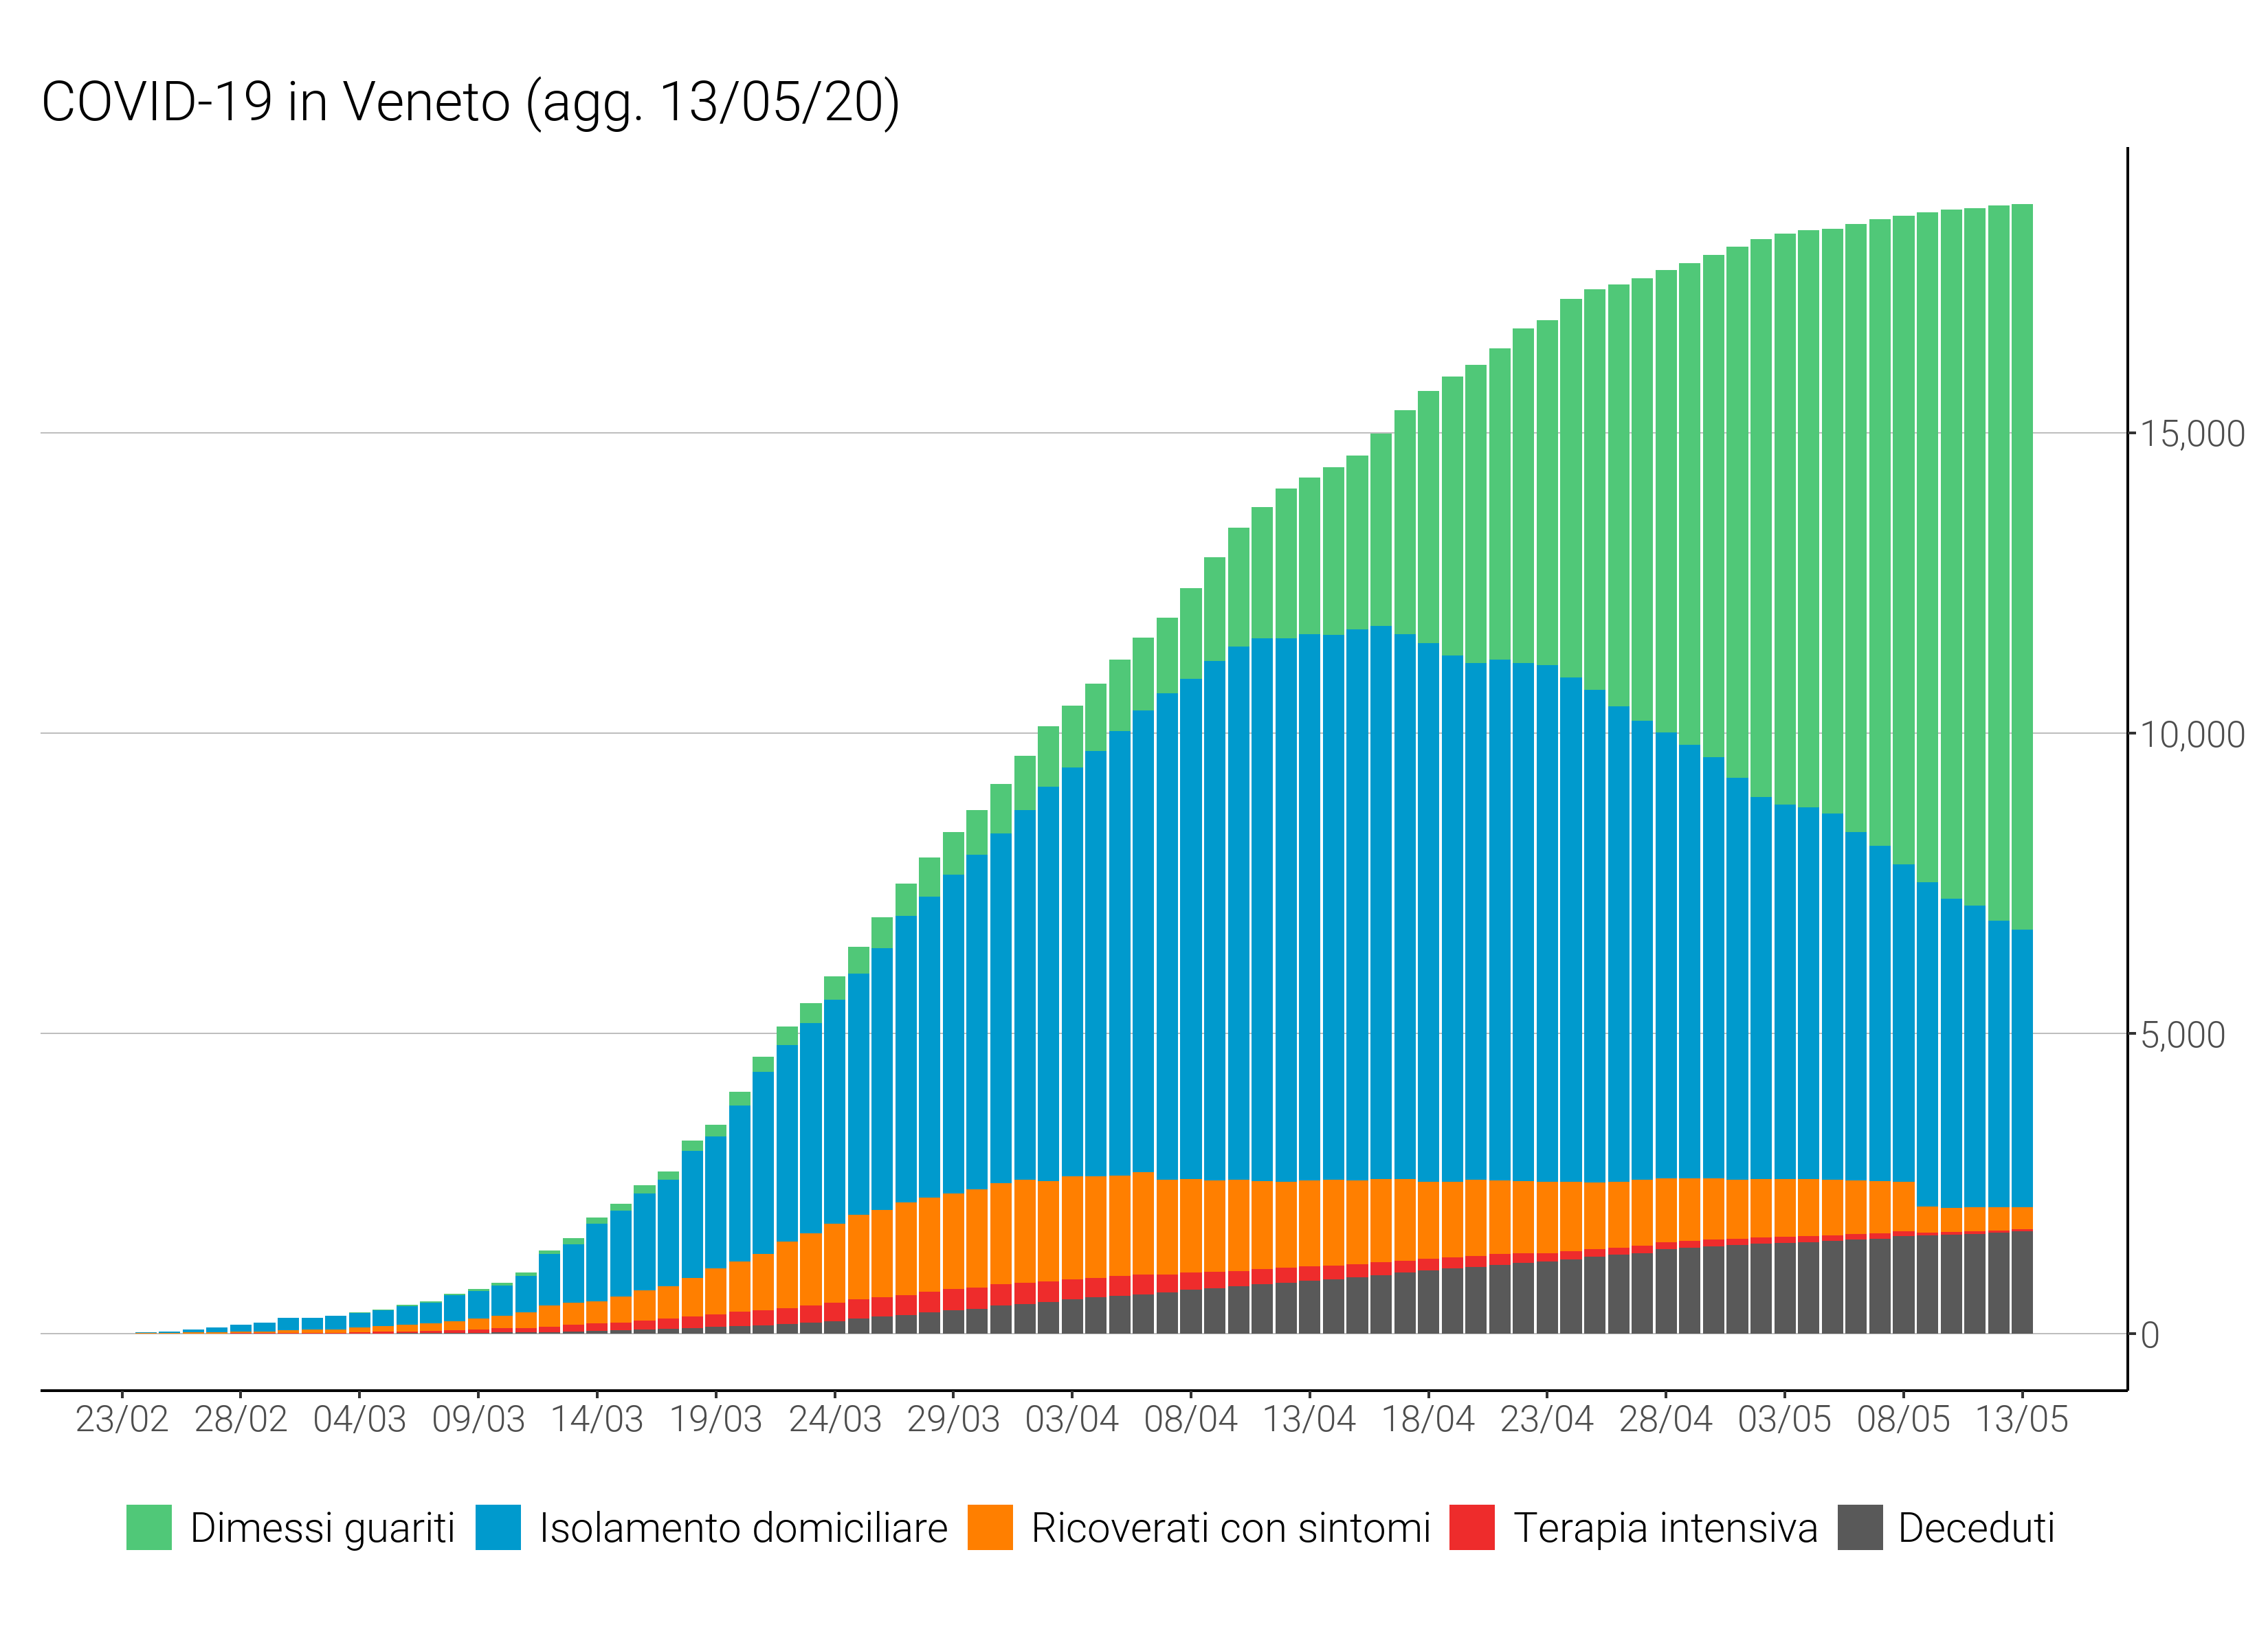 COVID-19 in Veneto (agg. 13/05/20)
15,000
10,000
5,000
0
23/02 28/02 04/03 09/03 14/03 19/03 24/03 29/03 03/04 08/04 13/04 18/04 23/04 28/04 03/05 08/05 13/05
Dimessi guariti Isolamento domiciliare Ricoverati con sintomi Terapia intensiva Deceduti